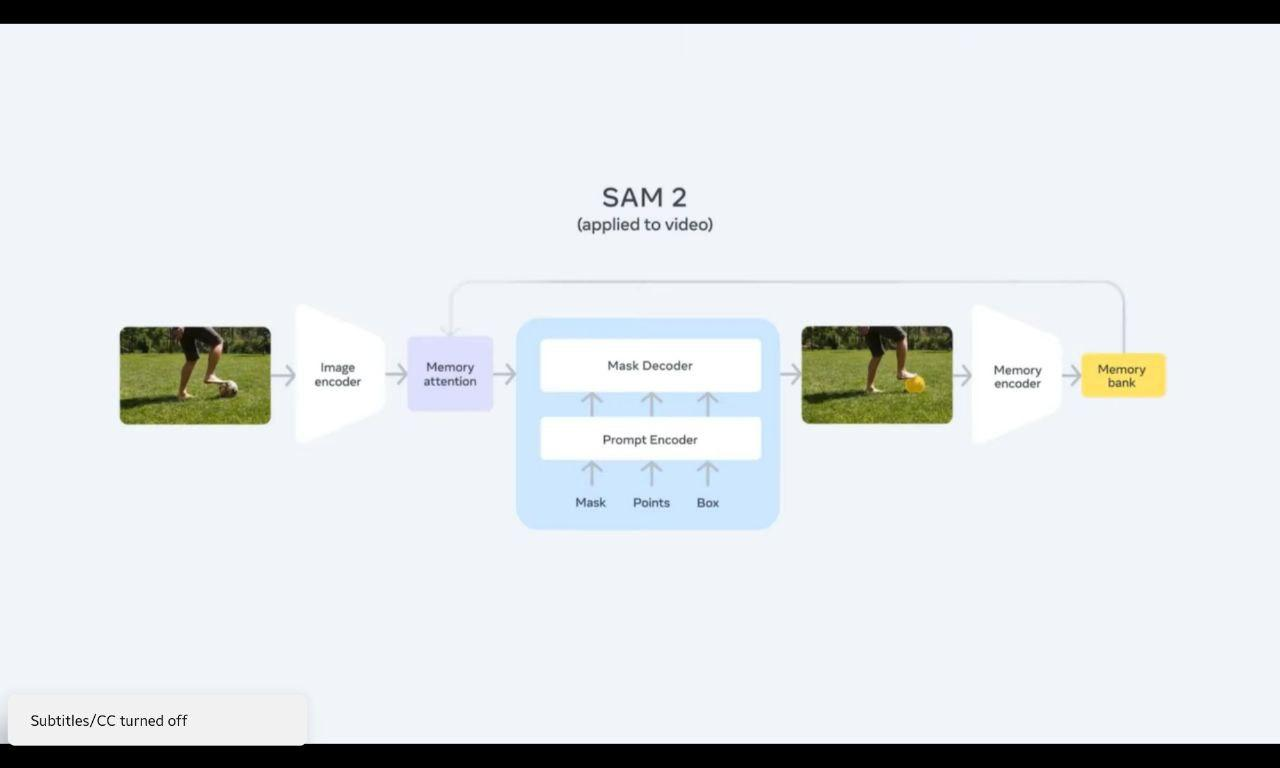 SAM 2
(applied to video)
Image
encoder
Memory
attention
Mask Decoder
Prompt Encoder
Mask
Points
Box
Memory
encoder
Memory
bank
Subtitles/CC turned off